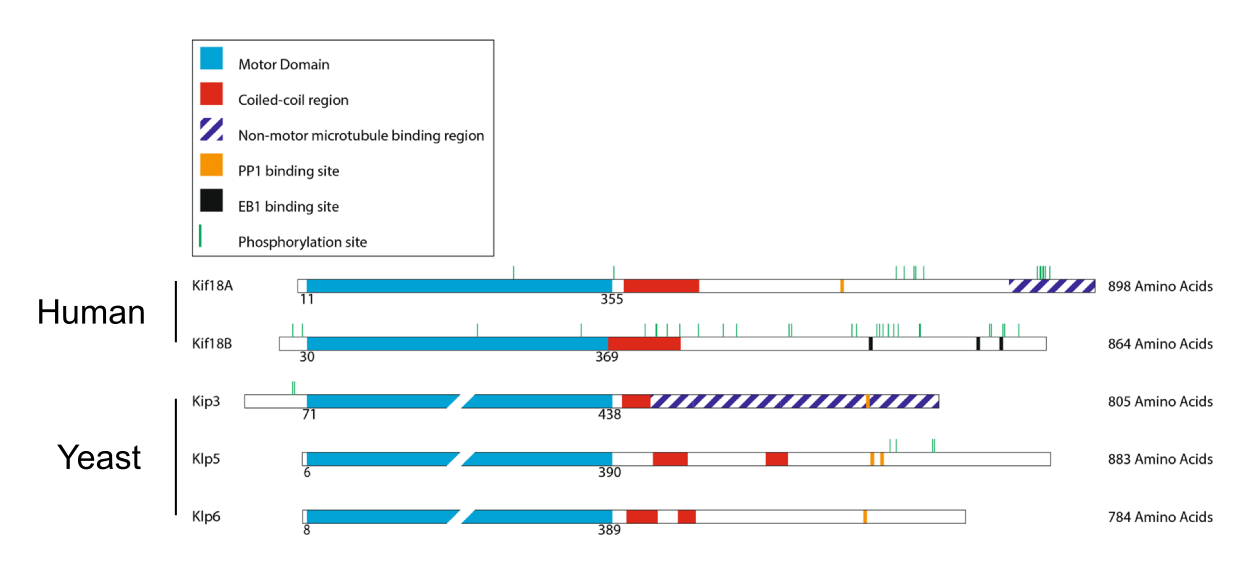 Motor Domain
Coiled-coil region
Non-motor microtubule binding region
PP1 binding site
EB1 binding site
Phosphorylation site
Human
Kif18A
11
355
898 Amino Acids
Kif18B
30
369
864 Amino Acids
Yeast
Kip3
71
438
805 Amino Acids
Klp5
6
390
883 Amino Acids
Klp6
8
389
784 Amino Acids